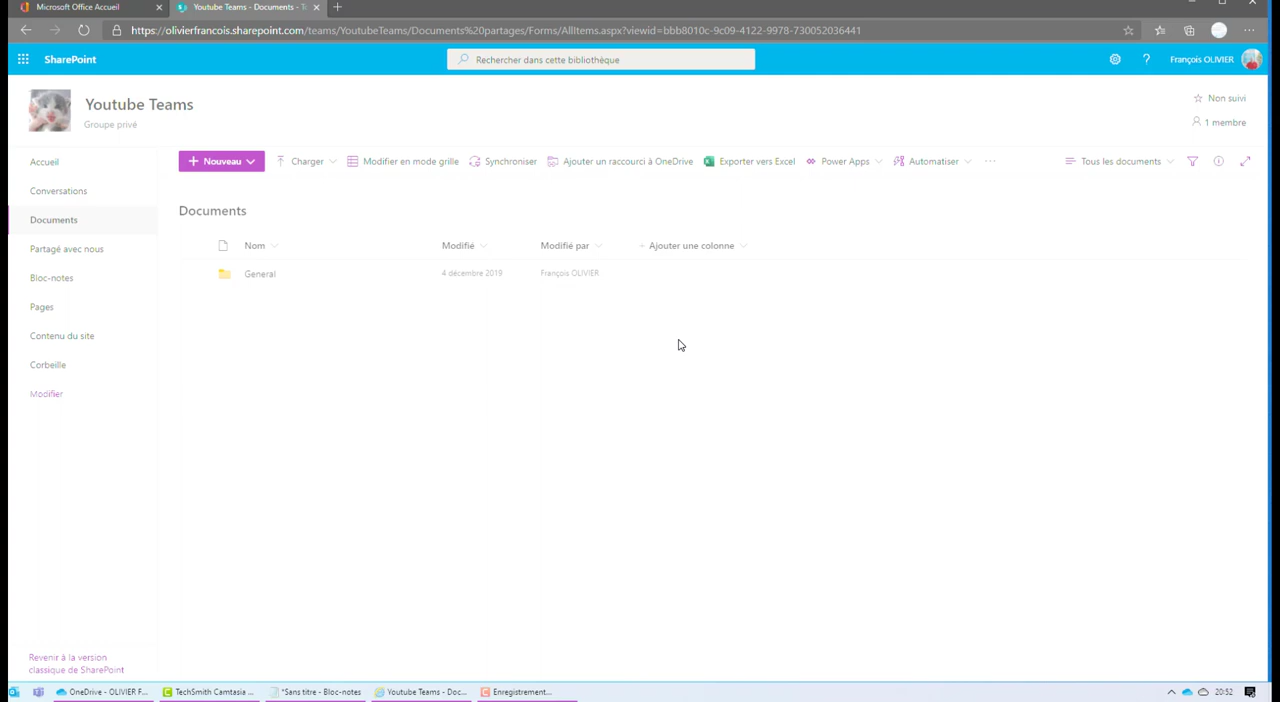 Microsoft Office Accueil
Youtube Teams - Documents - T
https://olivierfrancois.sharepoint.com/teams/YoutubeTeams/Documents%20partages/Forms/AllItems.aspx?viewid=bbb8010c-9c09-4122-9978-730052036441
SharePoint
Rechercher dans cette bibliothèque
?
François OLIVIER
Youtube Teams
Groupe privé
Non suivi
1 membre
Accueil
Conversations
Documents
Partagé avec nous
Bloc-notes
Pages
Contenu du site
Corbeille
Modifier
Revenir à la version
classique de SharePoint
+ Nouveau
Charger
Modifier en mode grille
Synchroniser
Ajouter un raccourci à OneDrive
Exporter vers Excel
Power Apps
Automatiser
...
Tous les documents
Documents
Nom
Modifié
Modifié par
+ Ajouter une colonne
General
4 décembre 2019
François OLIVIER
OneDrive - OLIVIER F...
TechSmith Camtasia ...
*Sans titre - Bloc-notes
Youtube Teams - Doc...
Enregistrement...
20:52